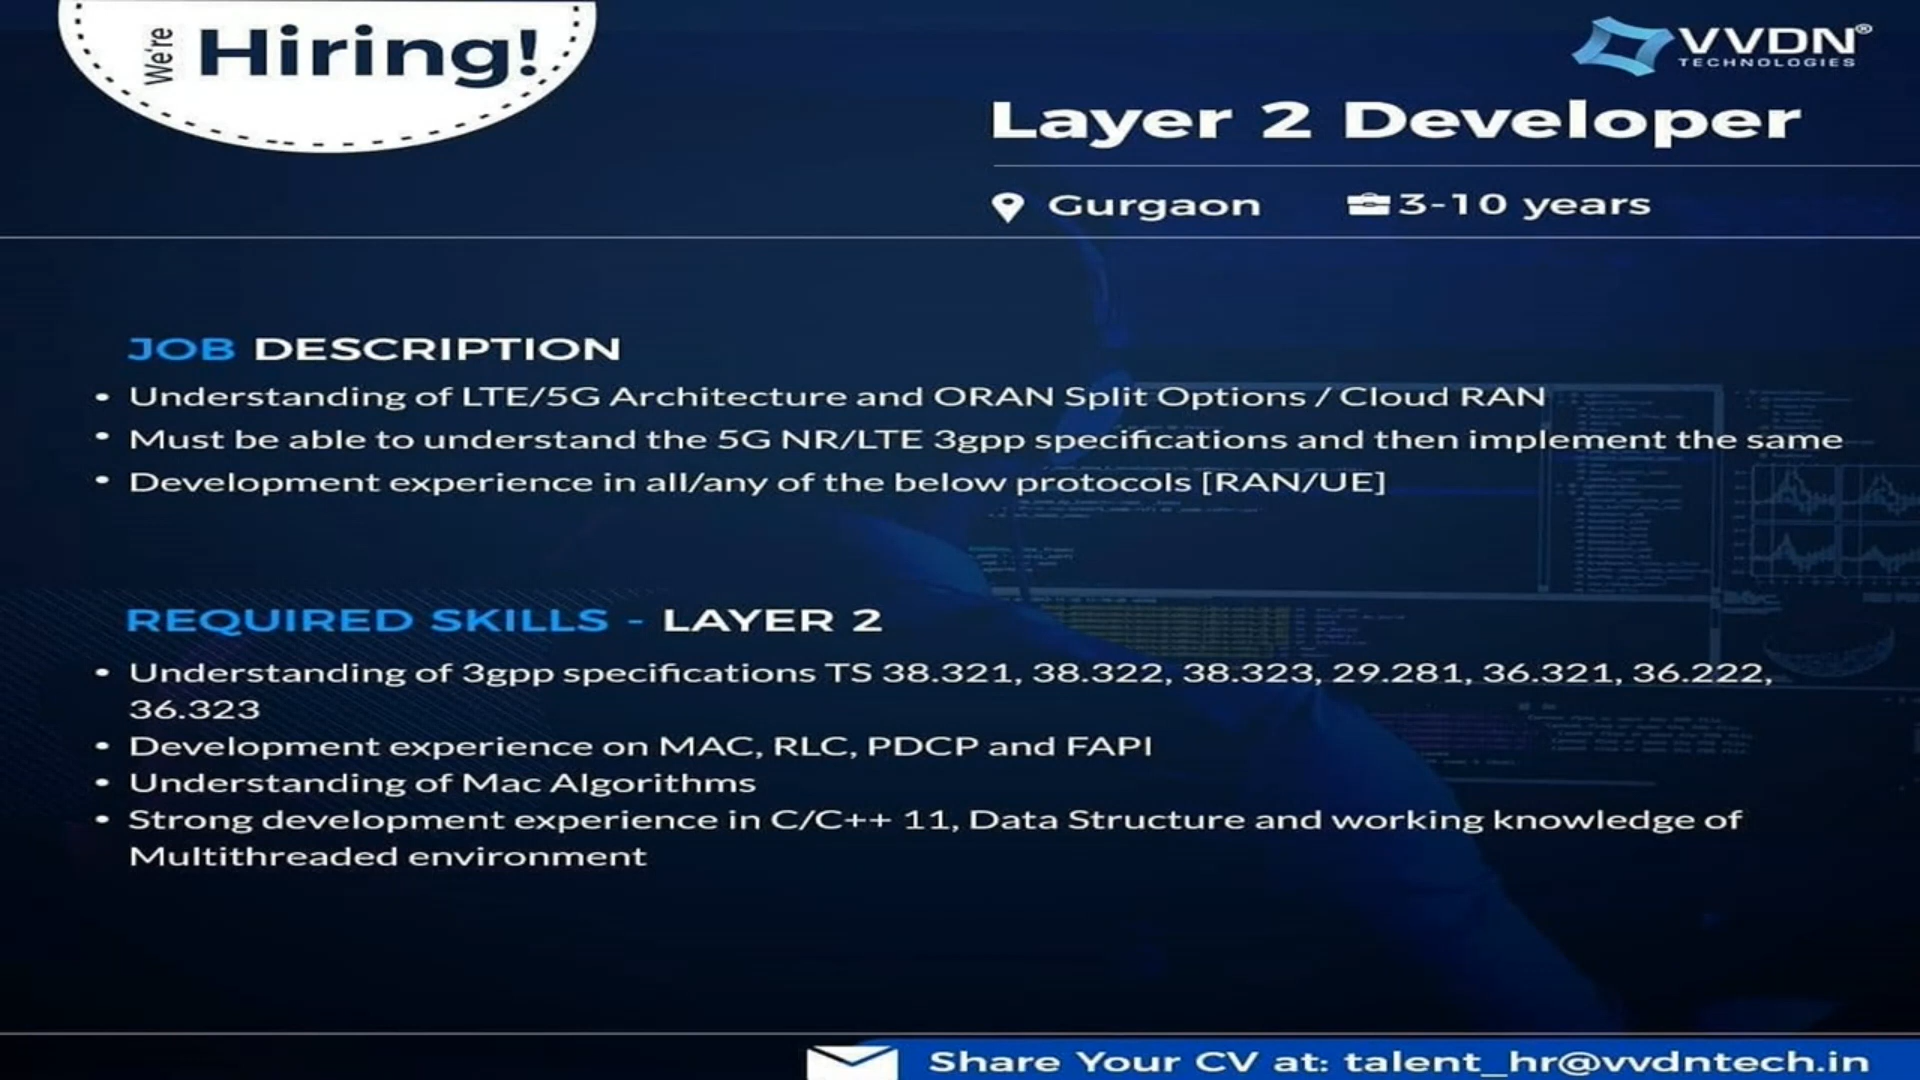 We're Hiring!
VVDN®
TECHNOLOGIES
Layer 2 Developer
Gurgaon 3-10 years
JOB DESCRIPTION
• Understanding of LTE/5G Architecture and ORAN Split Options / Cloud RAN
• Must be able to understand the 5G NR/LTE 3gpp specifications and then implement the same
• Development experience in all/any of the below protocols [RAN/UE]
REQUIRED SKILLS - LAYER 2
• Understanding of 3gpp specifications TS 38.321, 38.322, 38.323, 29.281, 36.321, 36.222,
36.323
• Development experience on MAC, RLC, PDCP and FAPI
• Understanding of Mac Algorithms
• Strong development experience in C/C++ 11, Data Structure and working knowledge of
Multithreaded environment
Share Your CV at: talent_hr@vvdntech.in